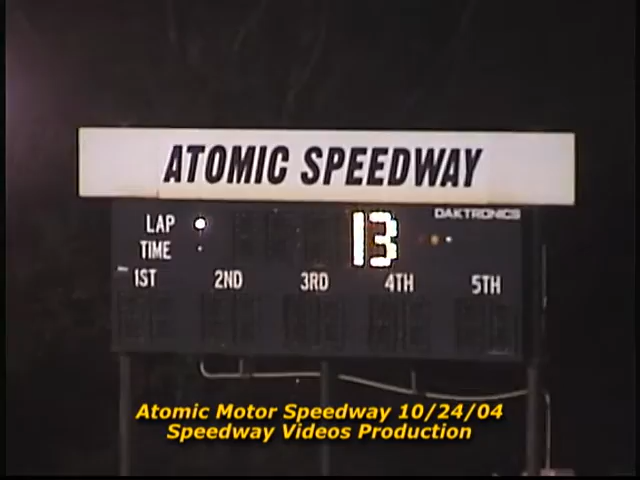 ATOMIC SPEEDWAY
DAKTRONICS
LAP 13
TIME
1ST 2ND 3RD 4TH 5TH
Atomic Motor Speedway 10/24/04
Speedway Videos Production